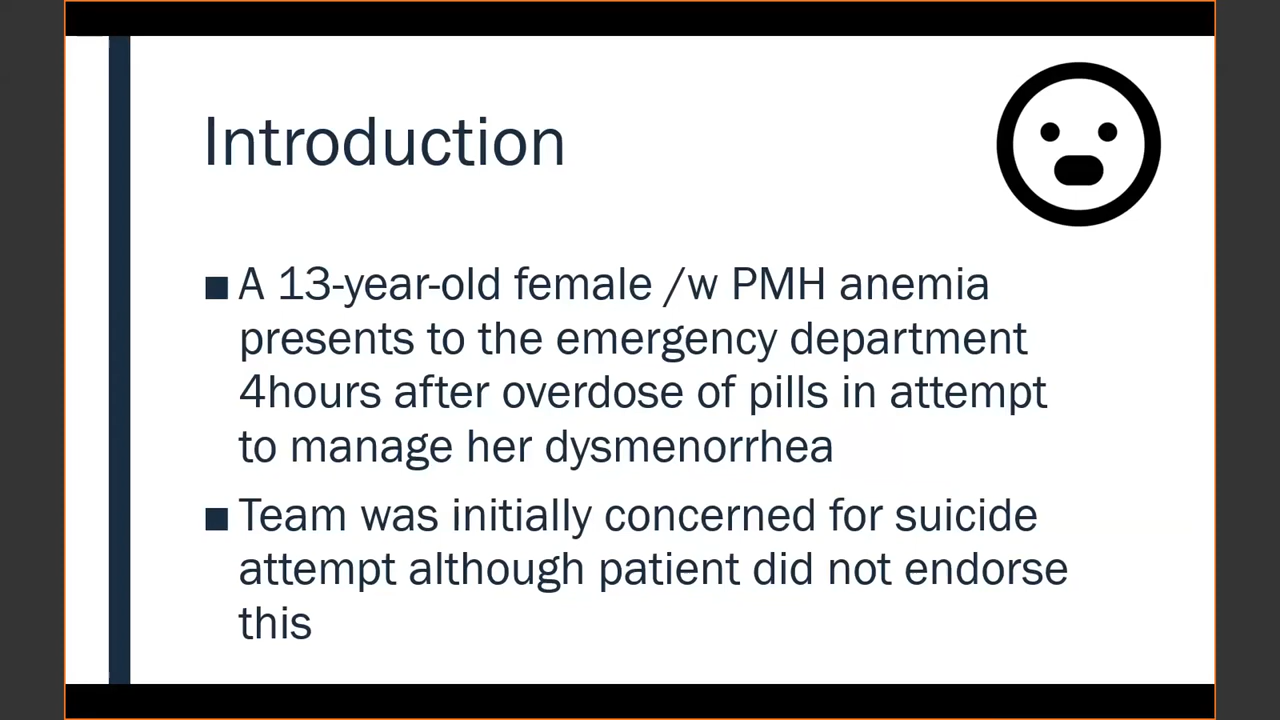 Introduction
■ A 13-year-old female /w PMH anemia
presents to the emergency department
4hours after overdose of pills in attempt
to manage her dysmenorrhea
■ Team was initially concerned for suicide
attempt although patient did not endorse
this